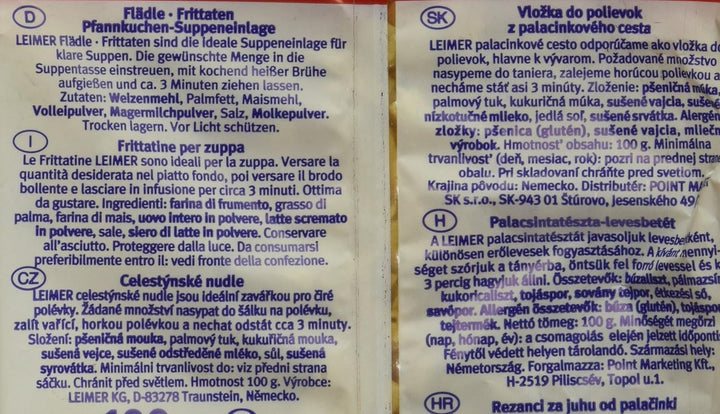 D
Flädle · Frittaten
Pfannkuchen-Suppeneinlage
LEIMER Flädle · Frittaten sind die ideale Suppeneinlage für
klare Suppen. Die gewünschte Menge in die
Suppentasse einstreuen, mit kochend heißer Brühe
aufgießen und ca. 3 Minuten ziehen lassen.
Zutaten: Weizenmehl, Palmfett, Maismehl,
Volleipulver, Magermilchpulver, Salz, Molkepulver.
Trocken lagern. Vor Licht schützen.
I
Frittatine per zuppa
Le Frittatine LEIMER sono ideali per la zuppa. Versare la
quantità desiderata nel piatto fondo, poi versare il brodo
bollente e lasciare in infusione per circa 3 minuti. Ottima
da gustare. Ingredienti: farina di frumento, grasso di
palma, farina di mais, uovo intero in polvere, latte scremato
in polvere, sale, siero di latte in polvere. Conservare
all'asciutto. Proteggere dalla luce. Da consumarsi
preferibilmente entro il: vedi fronte della confezione.
CZ
Celestýnské nudle
LEIMER celestýnské nudle jsou ideální zavářkou pro čiré
polévky. Žádané množství nasypat do šálku na polévku,
zalít vařící, horkou polévkou a nechat odstát cca 3 minuty.
Složení: pšeničná mouka, palmový tuk, kukuřičná mouka,
sušená vejce, sušené odstředěné mléko, sůl, sušená
syrovátka. Minimální trvanlivost do: viz přední strana
sáčku. Chránit před světlem. Hmotnost 100 g. Výrobce:
LEIMER KG, D-83278 Traunstein, Německo.
SK
Vložka do polievok
z palacinkového cesta
LEIMER palacinkové cesto odporúčame ako vložka do
polievok, hlavne k vývarom. Požadované množstvo
nasypeme do taniera, zalejeme horúcou polievkou a
necháme stáť asi 3 minúty. Zloženie: pšeničná múka,
palmový tuk, kukuričná múka, sušené vajcia, sušené
nízkotučné mlieko, jedlá soľ, sušené srvátka. Alergén
zložky: pšenica (glutén), sušené vajcia, mliečn
výrobok. Hmotnosť obsahu: 100 g. Minimálna
trvanlivosť (deň, mesiac, rok): pozri na prednej strane
obalu. Pri skladovaní chráňte pred svetlom.
Krajina pôvodu: Nemecko. Distribútér: POINT
SK s.r.o., SK-943 01 Štúrovo, Jesenského 49
H
Palacsintatészta-levesbetét
A LEIMER palacsintatésztát javasoljuk levesbetként,
különösen erőlevesek fogyasztásához. A kívánt mennyi-
séget szórjuk a tányérba, öntsük fel forró levessel és k
3 percig hagyjuk állni. Összetevők: búzaliszt, pálmazsír
kukoricaliszt, tojáspor, sovány tejpor, étkezési só,
savópor. Allergén összetevők: búza (glutén), tojáspor
tejtermék. Nettó tömeg: 100 g. Minőségét megőrzi
(nap, hónap, év): a csomagolás elején jelzett időpontig
Fénytől védett helyen tárolandó. Származási hely:
Németország. Forgalmazza: Point Marketing Kft.,
H-2519 Piliscsév, Topol u.1.
HR
Rezanci za juhu od palačinki